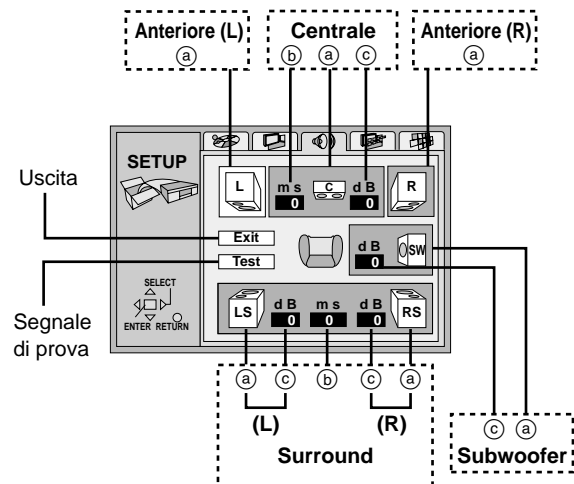 Anteriore (L)
ⓐ
Centrale
ⓑ ⓐ ⓒ
Anteriore (R)
ⓐ
SETUP
L
m s
0
C
d B
0
R
Uscita
Exit
Test
d B
0
SW
Segnale
di prova
SELECT
ENTER RETURN
LS
d B
0
m s
0
d B
0
RS
ⓐ ⓒ ⓑ ⓒ ⓐ
(L) (R)
Surround
ⓒ ⓐ
Subwoofer